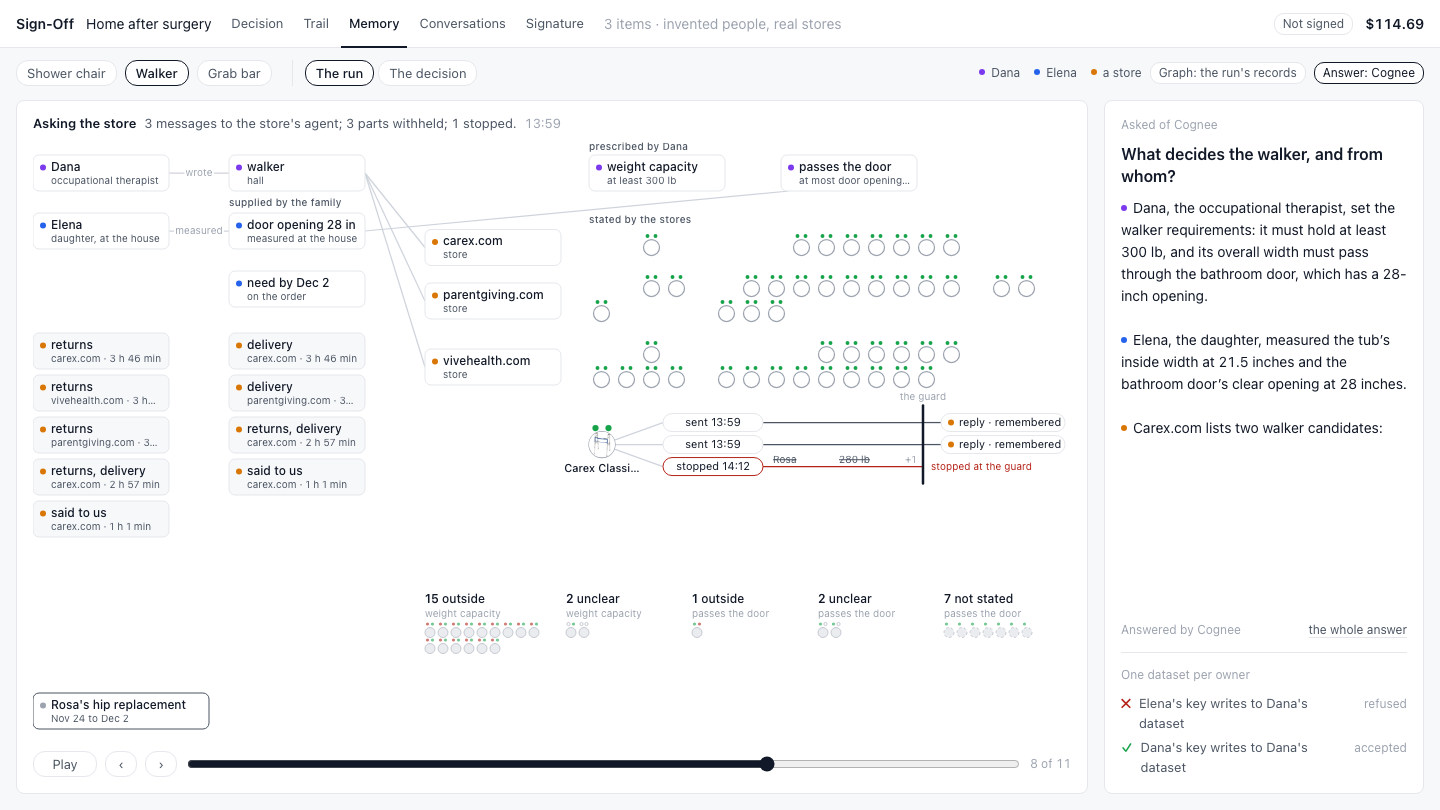 Sign-Off Home after surgery Decision Trail Memory Conversations Signature 3 items · invented people, real stores Not signed $114.69
Shower chair Walker Grab bar The run The decision Dana Elena a store Graph: the run's records Answer: Cognee
Asking the store 3 messages to the store's agent; 3 parts withheld; 1 stopped. 13:59
prescribed by Dana
Dana
occupational therapist
wrote
walker
hall
weight capacity
at least 300 lb
passes the door
at most door opening...
supplied by the family
Elena
daughter, at the house
measured
door opening 28 in
measured at the house
stated by the stores
carex.com
store
need by Dec 2
on the order
parentgiving.com
store
returns
carex.com · 3 h 46 min
delivery
carex.com · 3 h 46 min
vivehealth.com
store
returns
vivehealth.com · 3 h...
delivery
parentgiving.com · 3...
the guard
returns
parentgiving.com · 3...
returns, delivery
carex.com · 2 h 57 min
sent 13:59
reply · remembered
sent 13:59
reply · remembered
returns, delivery
carex.com · 2 h 57 min
said to us
carex.com · 1 h 1 min
Carex Classi...
stopped 14:12
Rosa
280 lb
+1
stopped at the guard
said to us
carex.com · 1 h 1 min
15 outside
weight capacity
2 unclear
weight capacity
1 outside
passes the door
2 unclear
passes the door
7 not stated
passes the door
Rosa's hip replacement
Nov 24 to Dec 2
Play ‹ › 8 of 11
Asked of Cognee
What decides the walker, and from
whom?
Dana, the occupational therapist, set the
walker requirements: it must hold at least
300 lb, and its overall width must pass
through the bathroom door, which has a 28-
inch opening.
Elena, the daughter, measured the tub’s
inside width at 21.5 inches and the
bathroom door’s clear opening at 28 inches.
Carex.com lists two walker candidates:
Answered by Cognee the whole answer
One dataset per owner
Elena's key writes to Dana's refused
dataset
Dana's key writes to Dana's accepted
dataset